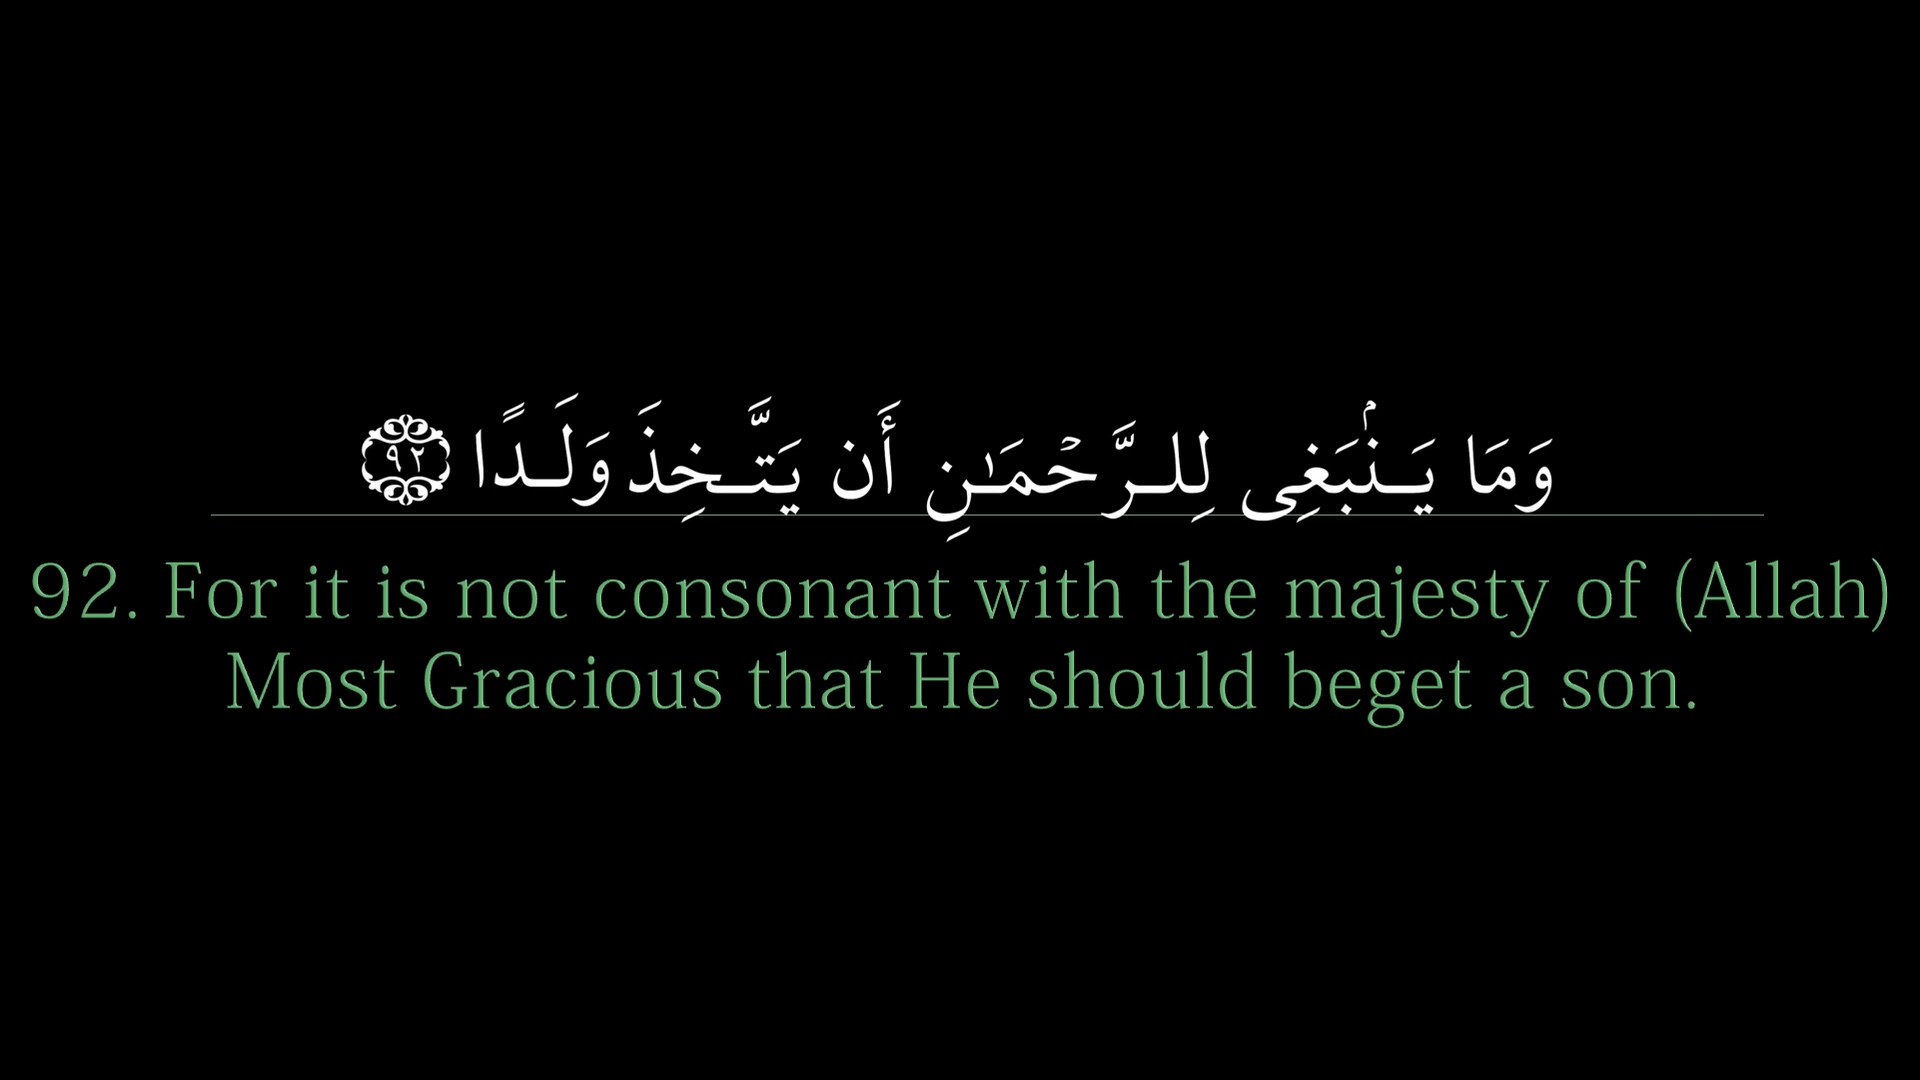 وَمَا يَنۢبَغِى لِلرَّحْمَـٰنِ أَن يَتَّخِذَ وَلَدًا ٩٢
92. For it is not consonant with the majesty of (Allah)
Most Gracious that He should beget a son.